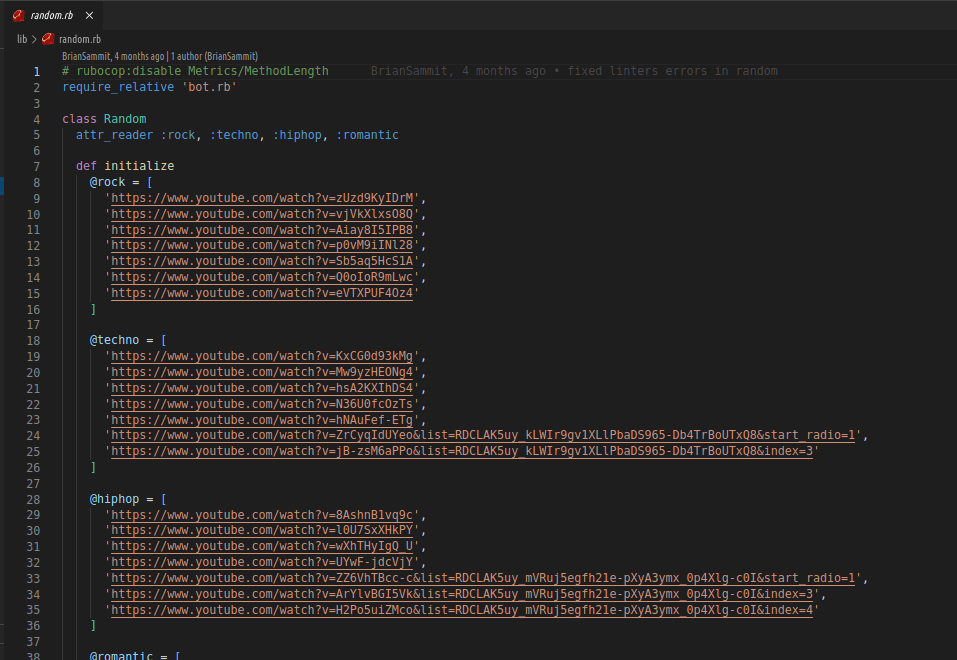 random.rb ×
lib > random.rb
BrianSammit, 4 months ago | 1 author (BrianSammit)
1 # rubocop:disable Metrics/MethodLength BrianSammit, 4 months ago • fixed linters errors in random
2 require_relative 'bot.rb'
3
4 class Random
5 attr_reader :rock, :techno, :hiphop, :romantic
6
7 def initialize
8 @rock = [
9 'https://www.youtube.com/watch?v=zUzd9KyIDrM',
10 'https://www.youtube.com/watch?v=vjVkXlxsO8Q',
11 'https://www.youtube.com/watch?v=Aiay8I5IPB8',
12 'https://www.youtube.com/watch?v=p0vM9iINl28',
13 'https://www.youtube.com/watch?v=Sb5aq5HcS1A',
14 'https://www.youtube.com/watch?v=Q0oIoR9mLwc',
15 'https://www.youtube.com/watch?v=eVTXPUF4Oz4'
16 ]
17
18 @techno = [
19 'https://www.youtube.com/watch?v=KxCG0d93kMg',
20 'https://www.youtube.com/watch?v=Mw9yzHEONg4',
21 'https://www.youtube.com/watch?v=hsA2KXIhDS4',
22 'https://www.youtube.com/watch?v=N36U0fcOzTs',
23 'https://www.youtube.com/watch?v=hNAuFef-ETg',
24 'https://www.youtube.com/watch?v=ZrCyqIdUYeo&list=RDCLAK5uy_kLWIr9gv1XLlPbaDS965-Db4TrBoUTxQ8&start_radio=1',
25 'https://www.youtube.com/watch?v=jB-zsM6aPPo&list=RDCLAK5uy_kLWIr9gv1XLlPbaDS965-Db4TrBoUTxQ8&index=3'
26 ]
27
28 @hiphop = [
29 'https://www.youtube.com/watch?v=8AshnB1vq9c',
30 'https://www.youtube.com/watch?v=l0U7SxXHkPY',
31 'https://www.youtube.com/watch?v=wXhTHyIgQ_U',
32 'https://www.youtube.com/watch?v=UYwF-jdcVjY',
33 'https://www.youtube.com/watch?v=ZZ6VhTBcc-c&list=RDCLAK5uy_mVRuj5egfh21e-pXyA3ymx_0p4Xlg-c0I&start_radio=1',
34 'https://www.youtube.com/watch?v=ArYlvBGI5Vk&list=RDCLAK5uy_mVRuj5egfh21e-pXyA3ymx_0p4Xlg-c0I&index=3',
35 'https://www.youtube.com/watch?v=H2Po5uiZMco&list=RDCLAK5uy_mVRuj5egfh21e-pXyA3ymx_0p4Xlg-c0I&index=4'
36 ]
37
38 @romantic = [